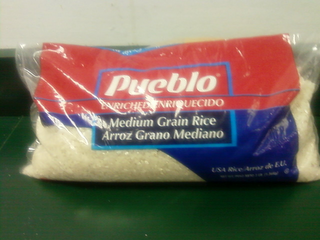 Pueblo
ENRICHED/ENRIQUECIDO
Medium Grain Rice
Arroz Grano Mediano
USA Rice/Arroz de E.U.